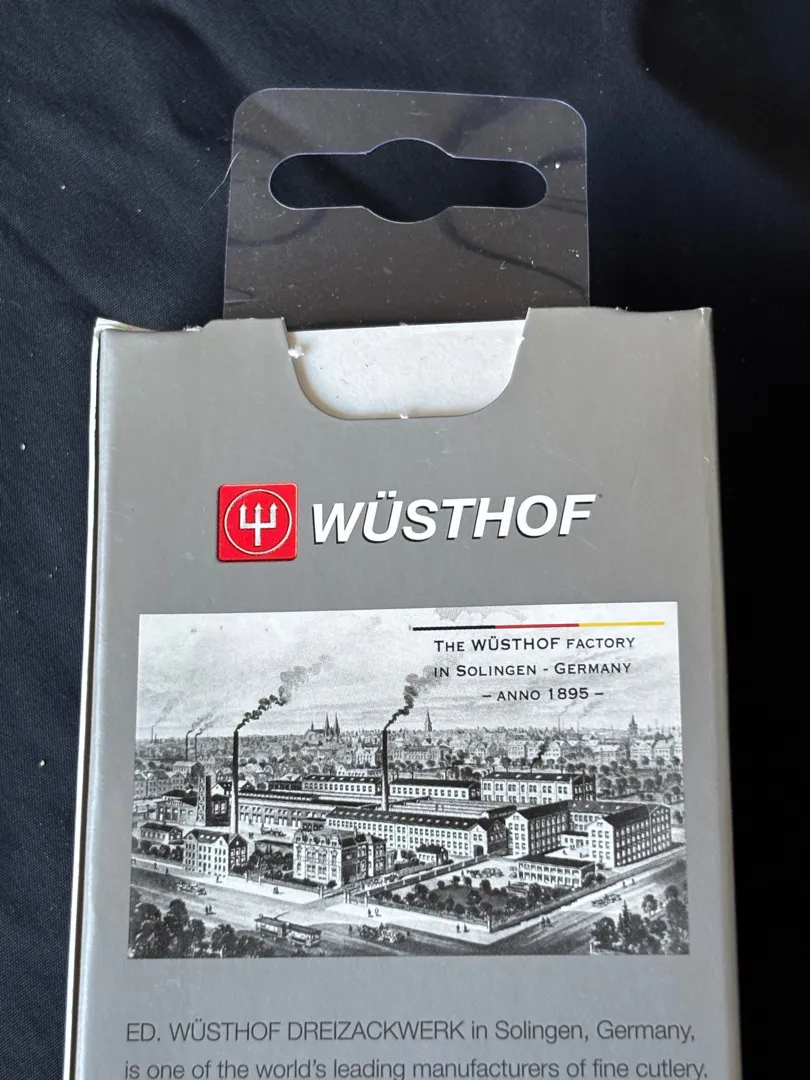 WÜSTHOF
THE WÜSTHOF FACTORY
IN SOLINGEN - GERMANY
– ANNO 1895 –
ED. WÜSTHOF DREIZACKWERK in Solingen, Germany,
is one of the world's leading manufacturers of fine cutlery.